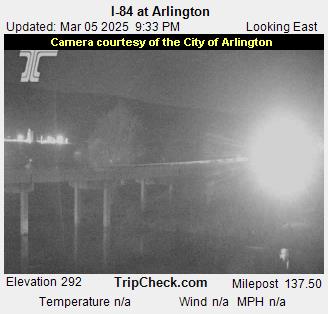 I-84 at Arlington
Updated: Mar 05 2025 9:33 PM Looking East
Camera courtesy of the City of Arlington
Elevation 292 TripCheck.com Milepost 137.50
Temperature n/a Wind n/a MPH n/a